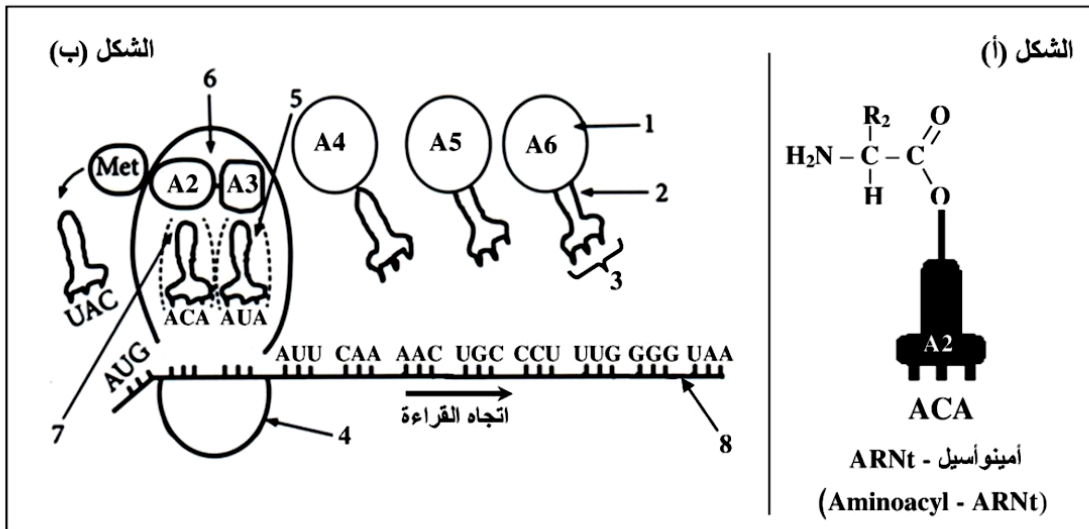 الشكل (أ)
R₂
O
H₂N – C – C
H
O
A2
ACA
أمينوأسيل - ARNt
(Aminoacyl - ARNt)
الشكل (ب)
6
5
A4
A5
A6
1
Met
A2
A3
2
3
UAC
ACA AUA
AUG
AUU CAA AAC UGC CCU UUG GGG UAA
اتجاه القراءة
7
4
8